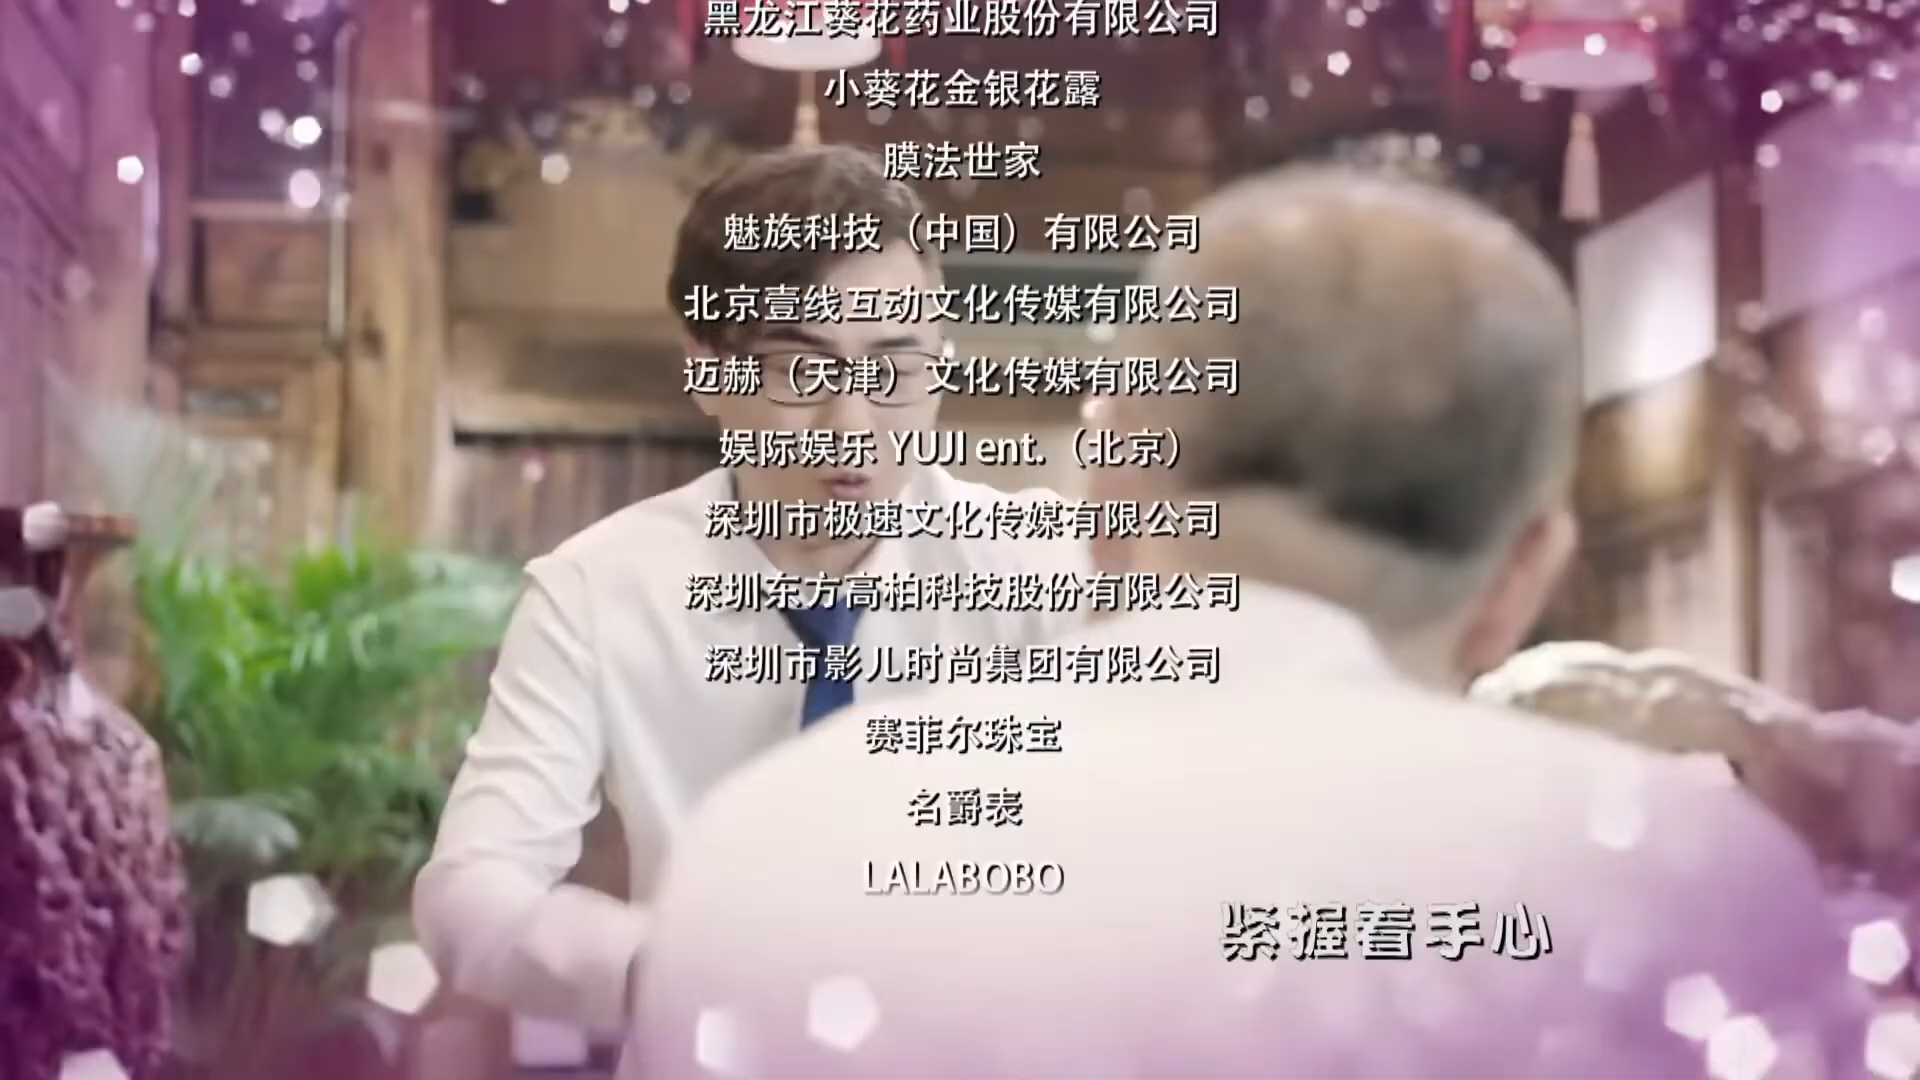 黑龙江葵花药业股份有限公司
小葵花金银花露
膜法世家
魅族科技（中国）有限公司
北京壹线互动文化传媒有限公司
迈赫（天津）文化传媒有限公司
娱际娱乐 YUJI ent.（北京）
深圳市极速文化传媒有限公司
深圳东方高柏科技股份有限公司
深圳市影儿时尚集团有限公司
赛菲尔珠宝
名爵表
LALABOBO
紧握着手心